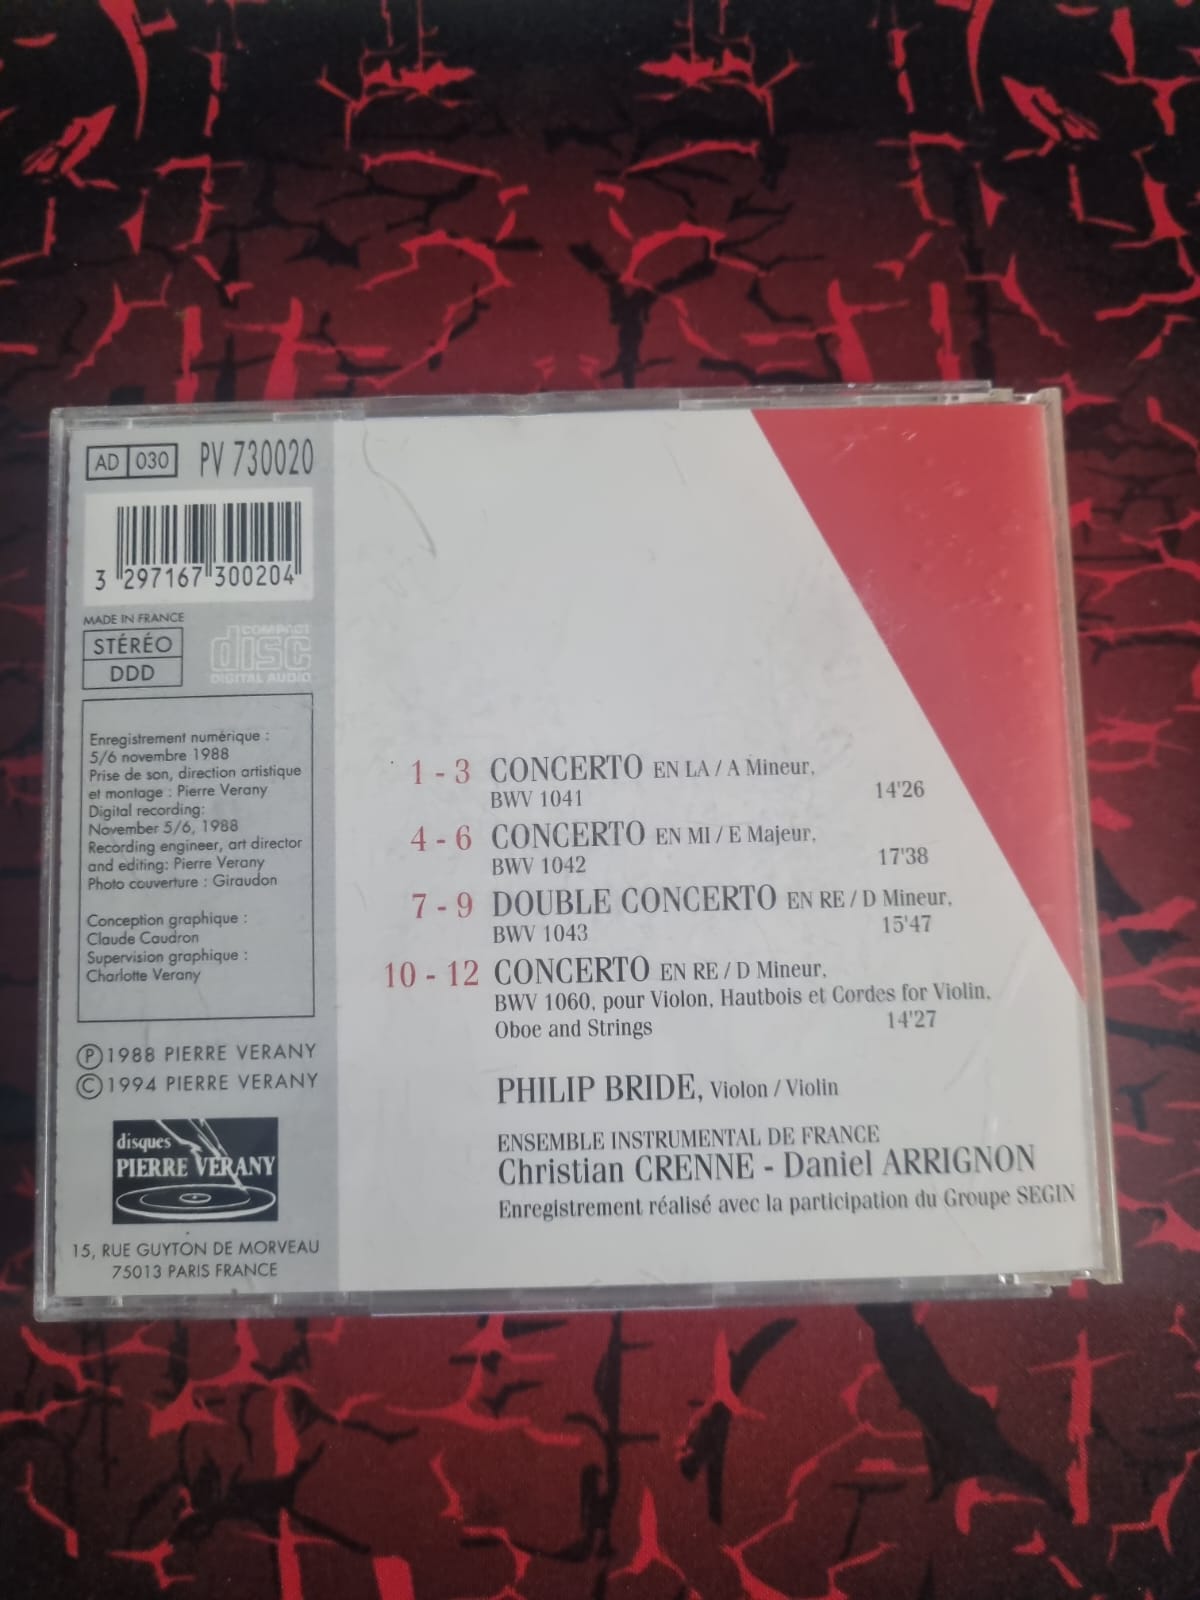 AD 030 PV 730020
3 297167 300204
MADE IN FRANCE
STÉRÉO
DDD
COMPACT
disc
DIGITAL AUDIO
Enregistrement numérique :
5/6 novembre 1988
Prise de son, direction artistique
et montage : Pierre Verany
Digital recording:
November 5/6, 1988
Recording engineer, art director
and editing: Pierre Verany
Photo couverture : Giraudon
Conception graphique :
Claude Caudron
Supervision graphique :
Charlotte Verany
Ⓟ1988 PIERRE VERANY
©1994 PIERRE VERANY
disques
PIERRE VERANY
15, RUE GUYTON DE MORVEAU
75013 PARIS FRANCE
1 - 3 CONCERTO EN LA / A Mineur,
BWV 1041 14'26
4 - 6 CONCERTO EN MI / E Majeur,
BWV 1042 17'38
7 - 9 DOUBLE CONCERTO EN RE / D Mineur,
BWV 1043 15'47
10 - 12 CONCERTO EN RE / D Mineur,
BWV 1060, pour Violon, Hautbois et Cordes for Violin,
Oboe and Strings 14'27
PHILIP BRIDE, Violon / Violin
ENSEMBLE INSTRUMENTAL DE FRANCE
Christian CRENNE - Daniel ARRIGNON
Enregistrement réalisé avec la participation du Groupe SEGIN